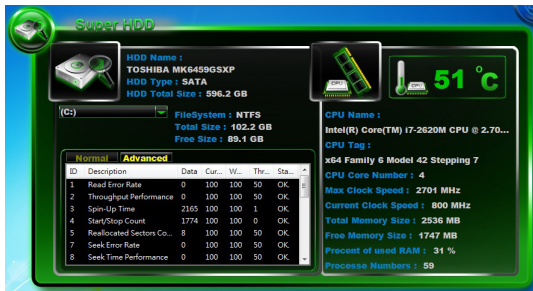 Super HDD
HDD Name :
TOSHIBA MK6459GSXP
HDD Type : SATA
HDD Total Size : 596.2 GB
(C:)
FileSystem : NTFS
Total Size : 102.2 GB
Free Size : 89.1 GB
Normal Advanced
ID Description Data Cur... W... Thr... Sta...
1 Read Error Rate 0 100 100 50 OK.
2 Throughput Performance 0 100 100 50 OK.
3 Spin-Up Time 2165 100 100 1 OK.
4 Start/Stop Count 1774 100 100 0 OK.
5 Reallocated Sectors Co... 8 100 100 50 OK.
7 Seek Error Rate 0 100 100 50 OK.
8 Seek Time Performance 0 100 100 50 OK.
CPU
CPU
51 °c
CPU Name :
Intel(R) Core(TM) i7-2620M CPU @ 2.70...
CPU Tag :
x64 Family 6 Model 42 Stepping 7
CPU Core Number : 4
Max Clock Speed : 2701 MHz
Current Clock Speed : 800 MHz
Total Memory Size : 2536 MB
Free Memory Size : 1747 MB
Precent of used RAM : 31 %
Processe Numbers : 59